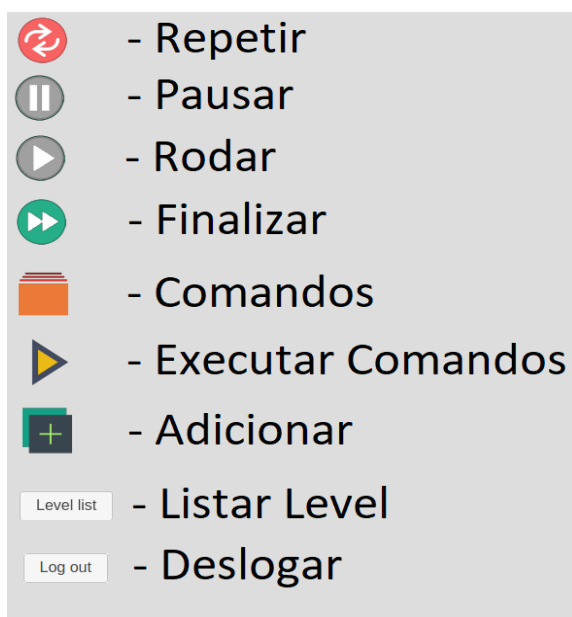 - Repetir
- Pausar
- Rodar
- Finalizar
- Comandos
- Executar Comandos
- Adicionar
Level list - Listar Level
Log out - Deslogar